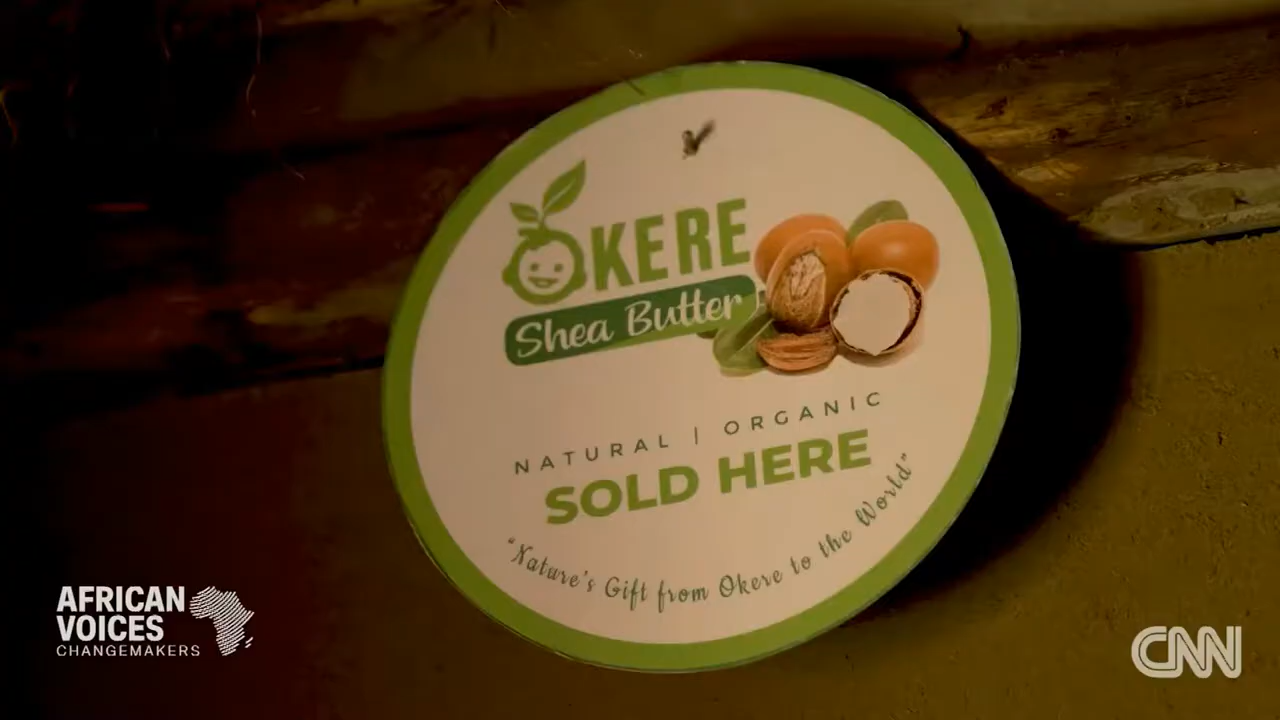 OKERE
Shea Butter
NATURAL | ORGANIC
SOLD HERE
"Nature's Gift from Okere to the World"
AFRICAN
VOICES
CHANGEMAKERS
CNN